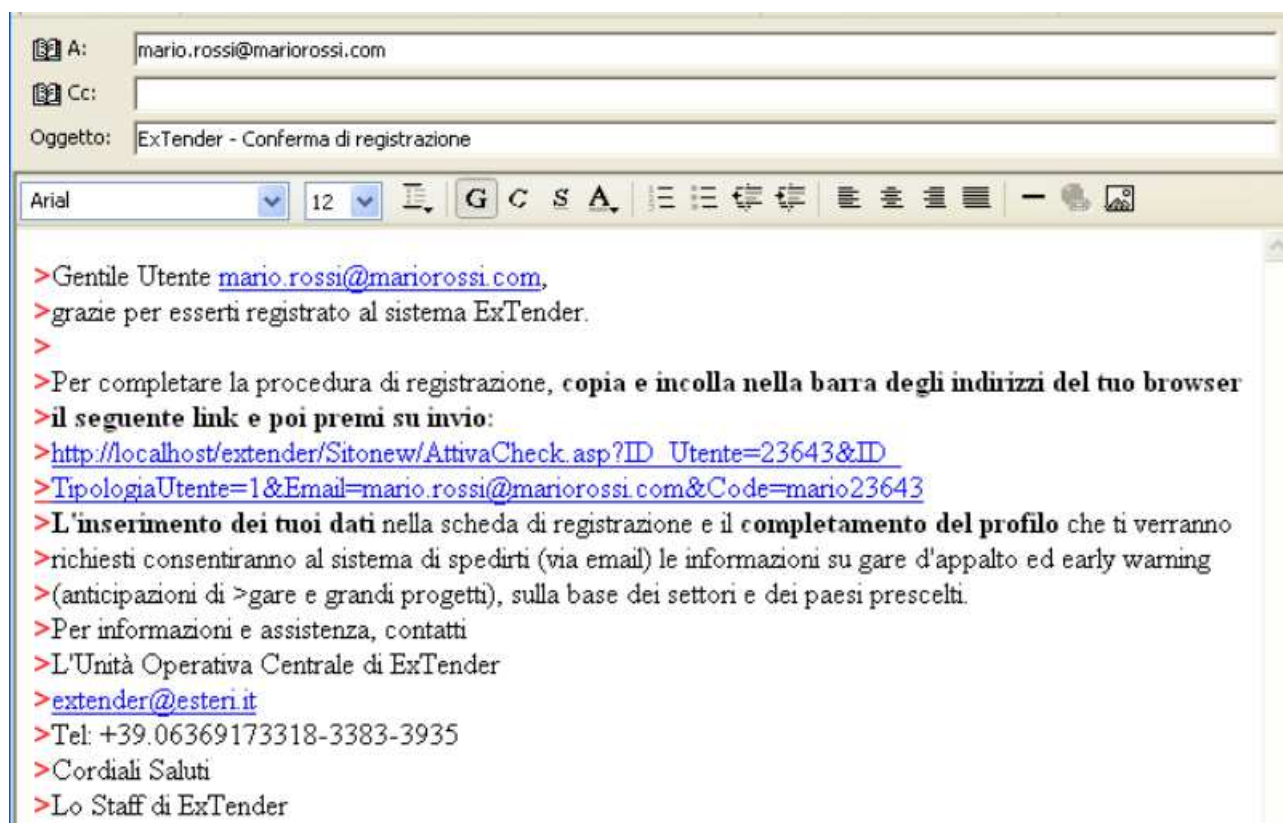 A: mario.rossi@mariorossi.com
Cc:
Oggetto: ExTender - Conferma di registrazione
Arial 12 G C S A
>Gentile Utente mario.rossi@mariorossi.com,
>grazie per esserti registrato al sistema ExTender.
>
>Per completare la procedura di registrazione, copia e incolla nella barra degli indirizzi del tuo browser
>il seguente link e poi premi su invio:
>http://localhost/extender/Sitonew/AttivaCheck.asp?ID_Utente=23643&ID_
>TipologiaUtente=1&Email=mario.rossi@mariorossi.com&Code=mario23643
>L'inserimento dei tuoi dati nella scheda di registrazione e il completamento del profilo che ti verranno
>richiesti consentiranno al sistema di spedirti (via email) le informazioni su gare d'appalto ed early warning
>(anticipazioni di >gare e grandi progetti), sulla base dei settori e dei paesi prescelti.
>Per informazioni e assistenza, contatti
>L'Unità Operativa Centrale di ExTender
>extender@esteri.it
>Tel: +39.06369173318-3383-3935
>Cordiali Saluti
>Lo Staff di ExTender